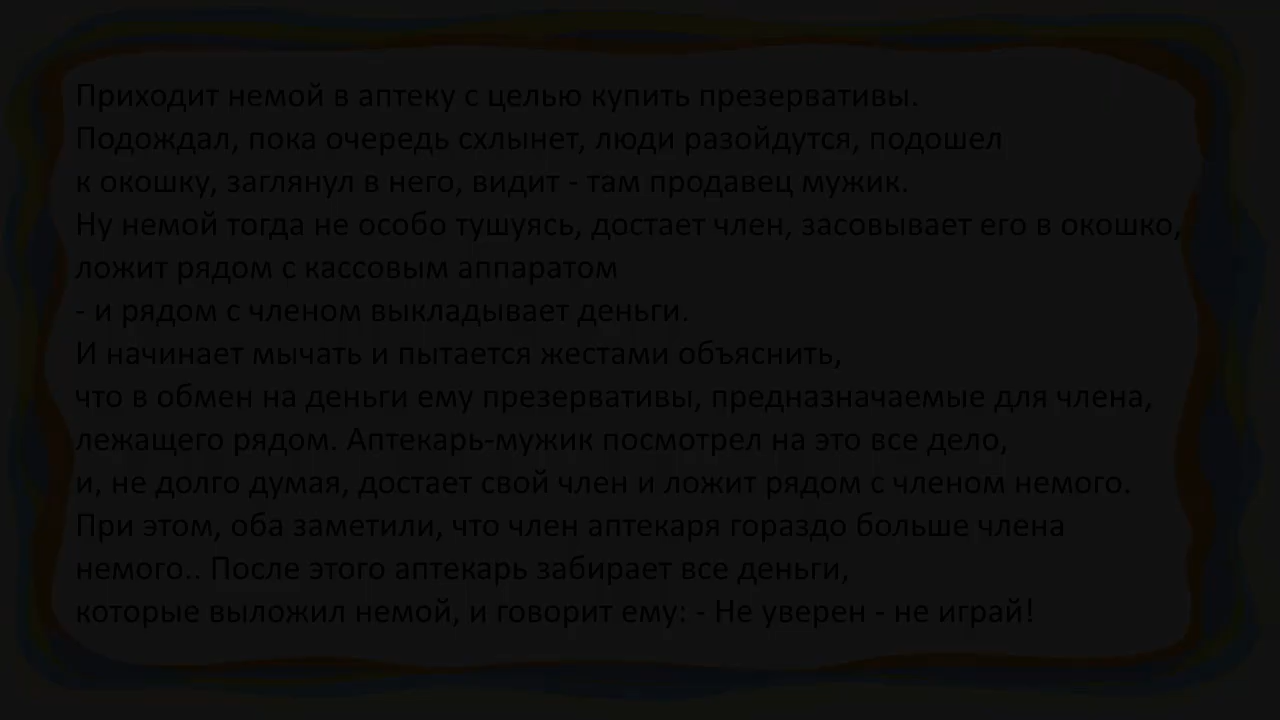 Приходит немой в аптеку с целью купить презервативы.
Подождал, пока очередь схлынет, люди разойдутся, подошел
к окошку, заглянул в него, видит - там продавец мужик.
Ну немой тогда не особо тушуясь, достает член, засовывает его в окошко,
ложит рядом с кассовым аппаратом
- и рядом с членом выкладывает деньги.
И начинает мычать и пытается жестами объяснить,
что в обмен на деньги ему презервативы, предназначаемые для члена,
лежащего рядом. Аптекарь-мужик посмотрел на это все дело,
и, не долго думая, достает свой член и ложит рядом с членом немого.
При этом, оба заметили, что член аптекаря гораздо больше члена
немого.. После этого аптекарь забирает все деньги,
которые выложил немой, и говорит ему: - Не уверен - не играй!